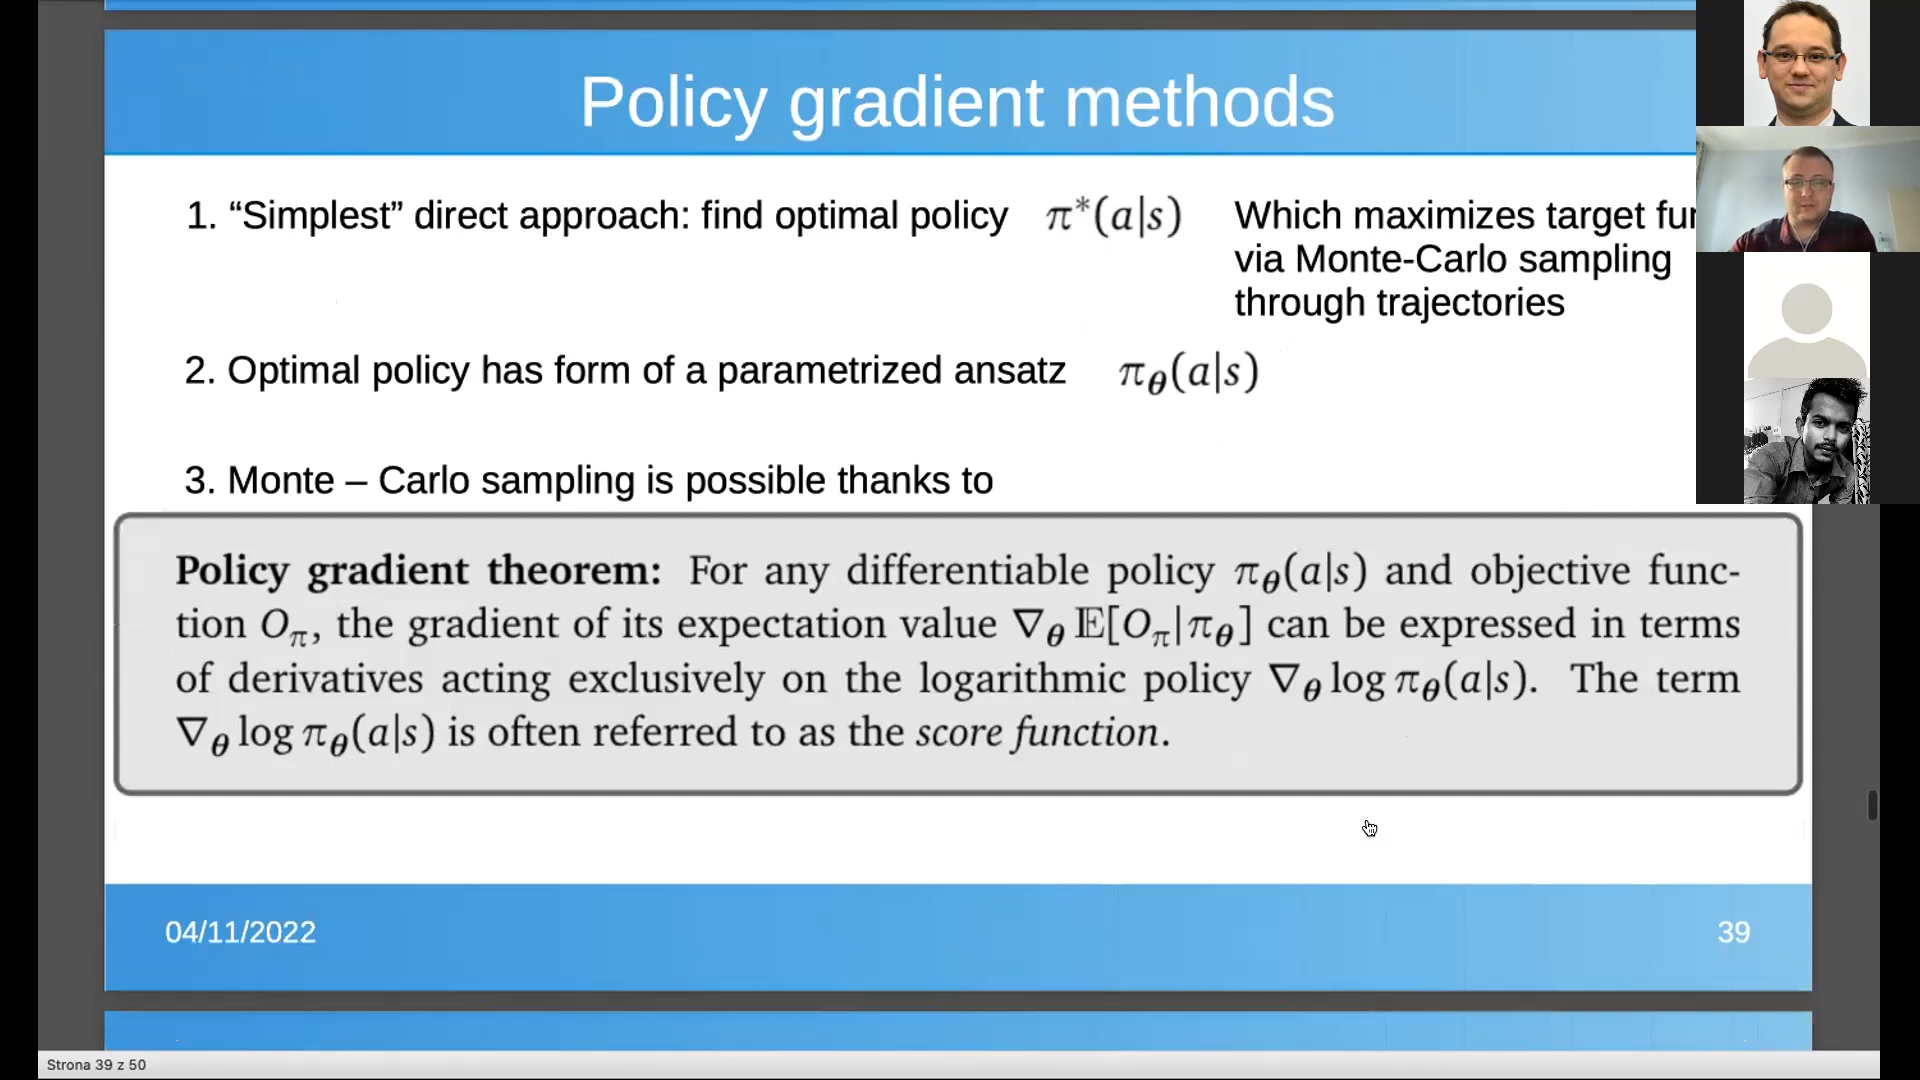 Policy gradient methods
1. “Simplest” direct approach: find optimal policy π*(a|s) Which maximizes target
via Monte-Carlo sampling
through trajectories
2. Optimal policy has form of a parametrized ansatz π_θ(a|s)
3. Monte – Carlo sampling is possible thanks to
Policy gradient theorem: For any differentiable policy π_θ(a|s) and objective func-
tion O_π, the gradient of its expectation value ∇_θ 𝔼[O_π|π_θ] can be expressed in terms
of derivatives acting exclusively on the logarithmic policy ∇_θ log π_θ(a|s). The term
∇_θ log π_θ(a|s) is often referred to as the score function.
04/11/2022
39
Strona 39 z 50